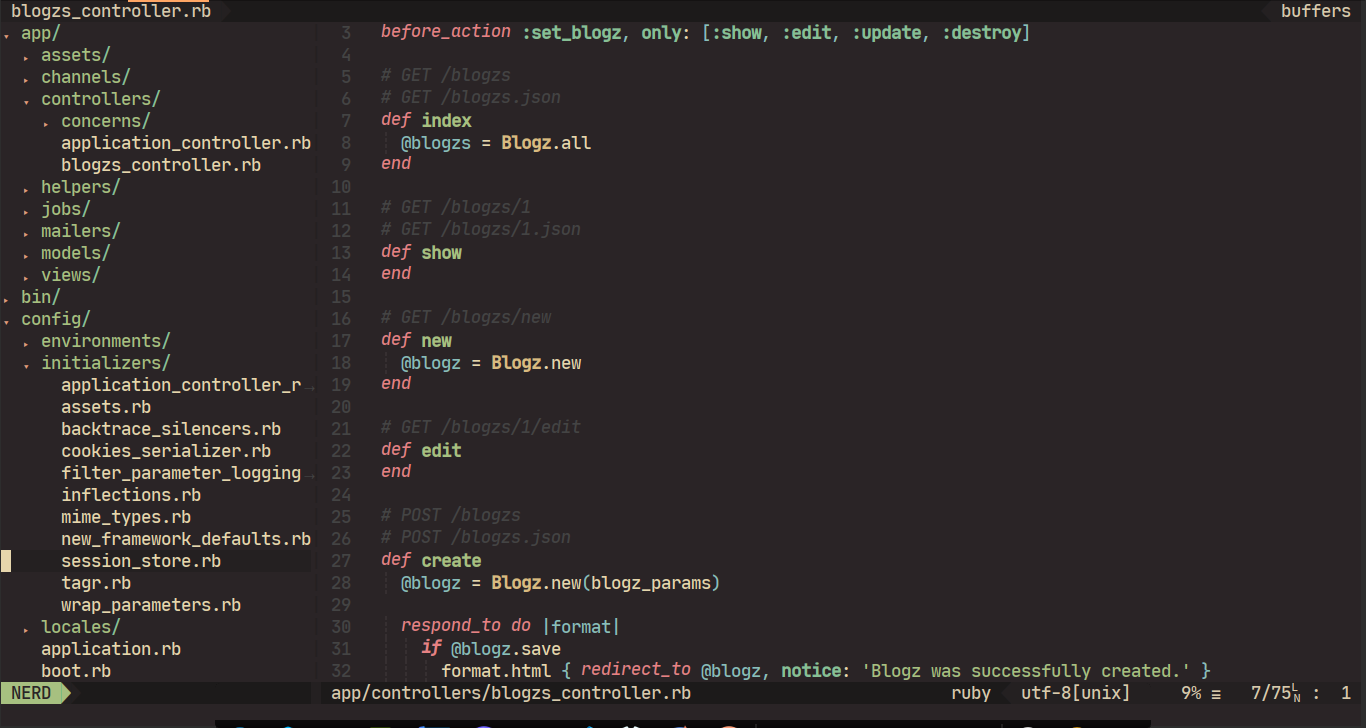 blogzs_controller.rb buffers
▾ app/
▸ assets/
▸ channels/
▾ controllers/
▸ concerns/
application_controller.rb
blogzs_controller.rb
▸ helpers/
▸ jobs/
▸ mailers/
▸ models/
▸ views/
▸ bin/
▾ config/
▸ environments/
▾ initializers/
application_controller_r→
assets.rb
backtrace_silencers.rb
cookies_serializer.rb
filter_parameter_logging→
inflections.rb
mime_types.rb
new_framework_defaults.rb
session_store.rb
tagr.rb
wrap_parameters.rb
▸ locales/
application.rb
boot.rb
3 before_action :set_blogz, only: [:show, :edit, :update, :destroy]
4
5 # GET /blogzs
6 # GET /blogzs.json
7 def index
8 @blogzs = Blogz.all
9 end
10
11 # GET /blogzs/1
12 # GET /blogzs/1.json
13 def show
14 end
15
16 # GET /blogzs/new
17 def new
18 @blogz = Blogz.new
19 end
20
21 # GET /blogzs/1/edit
22 def edit
23 end
24
25 # POST /blogzs
26 # POST /blogzs.json
27 def create
28 @blogz = Blogz.new(blogz_params)
29
30 respond_to do |format|
31 if @blogz.save
32 format.html { redirect_to @blogz, notice: 'Blogz was successfully created.' }
NERD app/controllers/blogzs_controller.rb ruby utf-8[unix] 9% ≡ 7/75 LN : 1